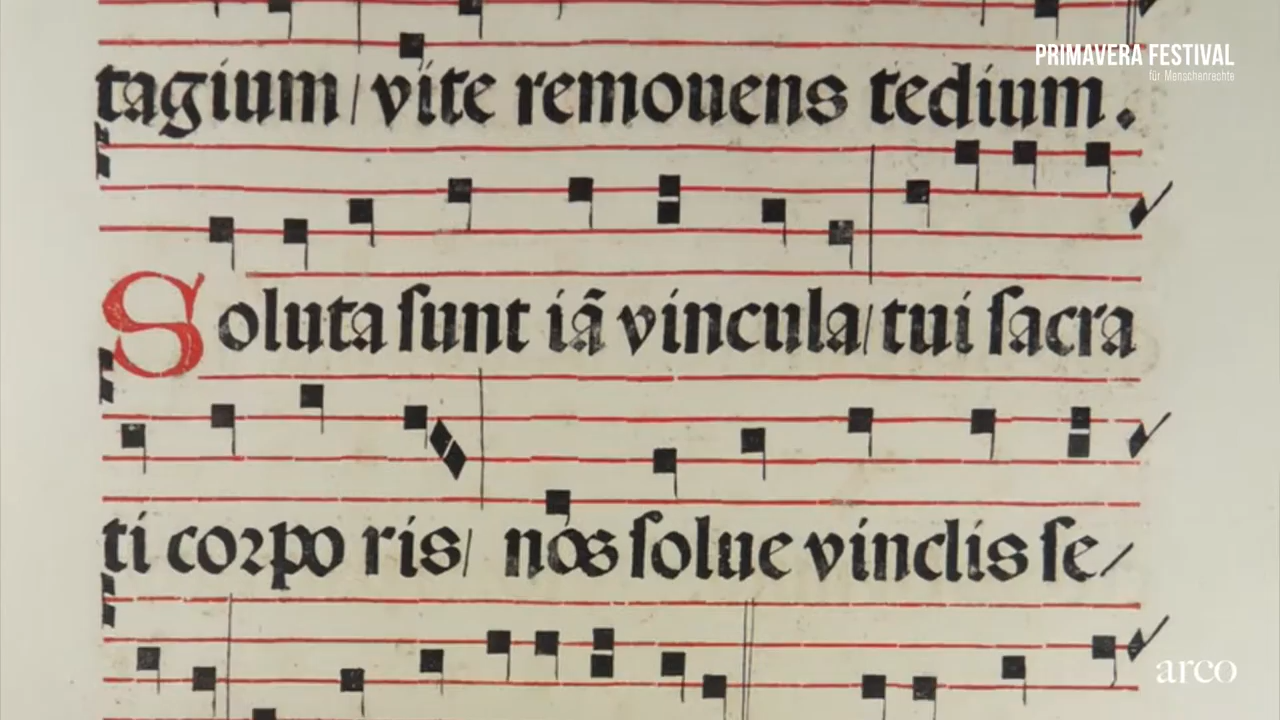 PRIMAVERA FESTIVAL
für Menschenrechte
tagium / vite remouens tedium.
Soluta ſunt iã vincula / tui ſacra
ti corpo ris / nos ſolue vinclis ſe /
arco